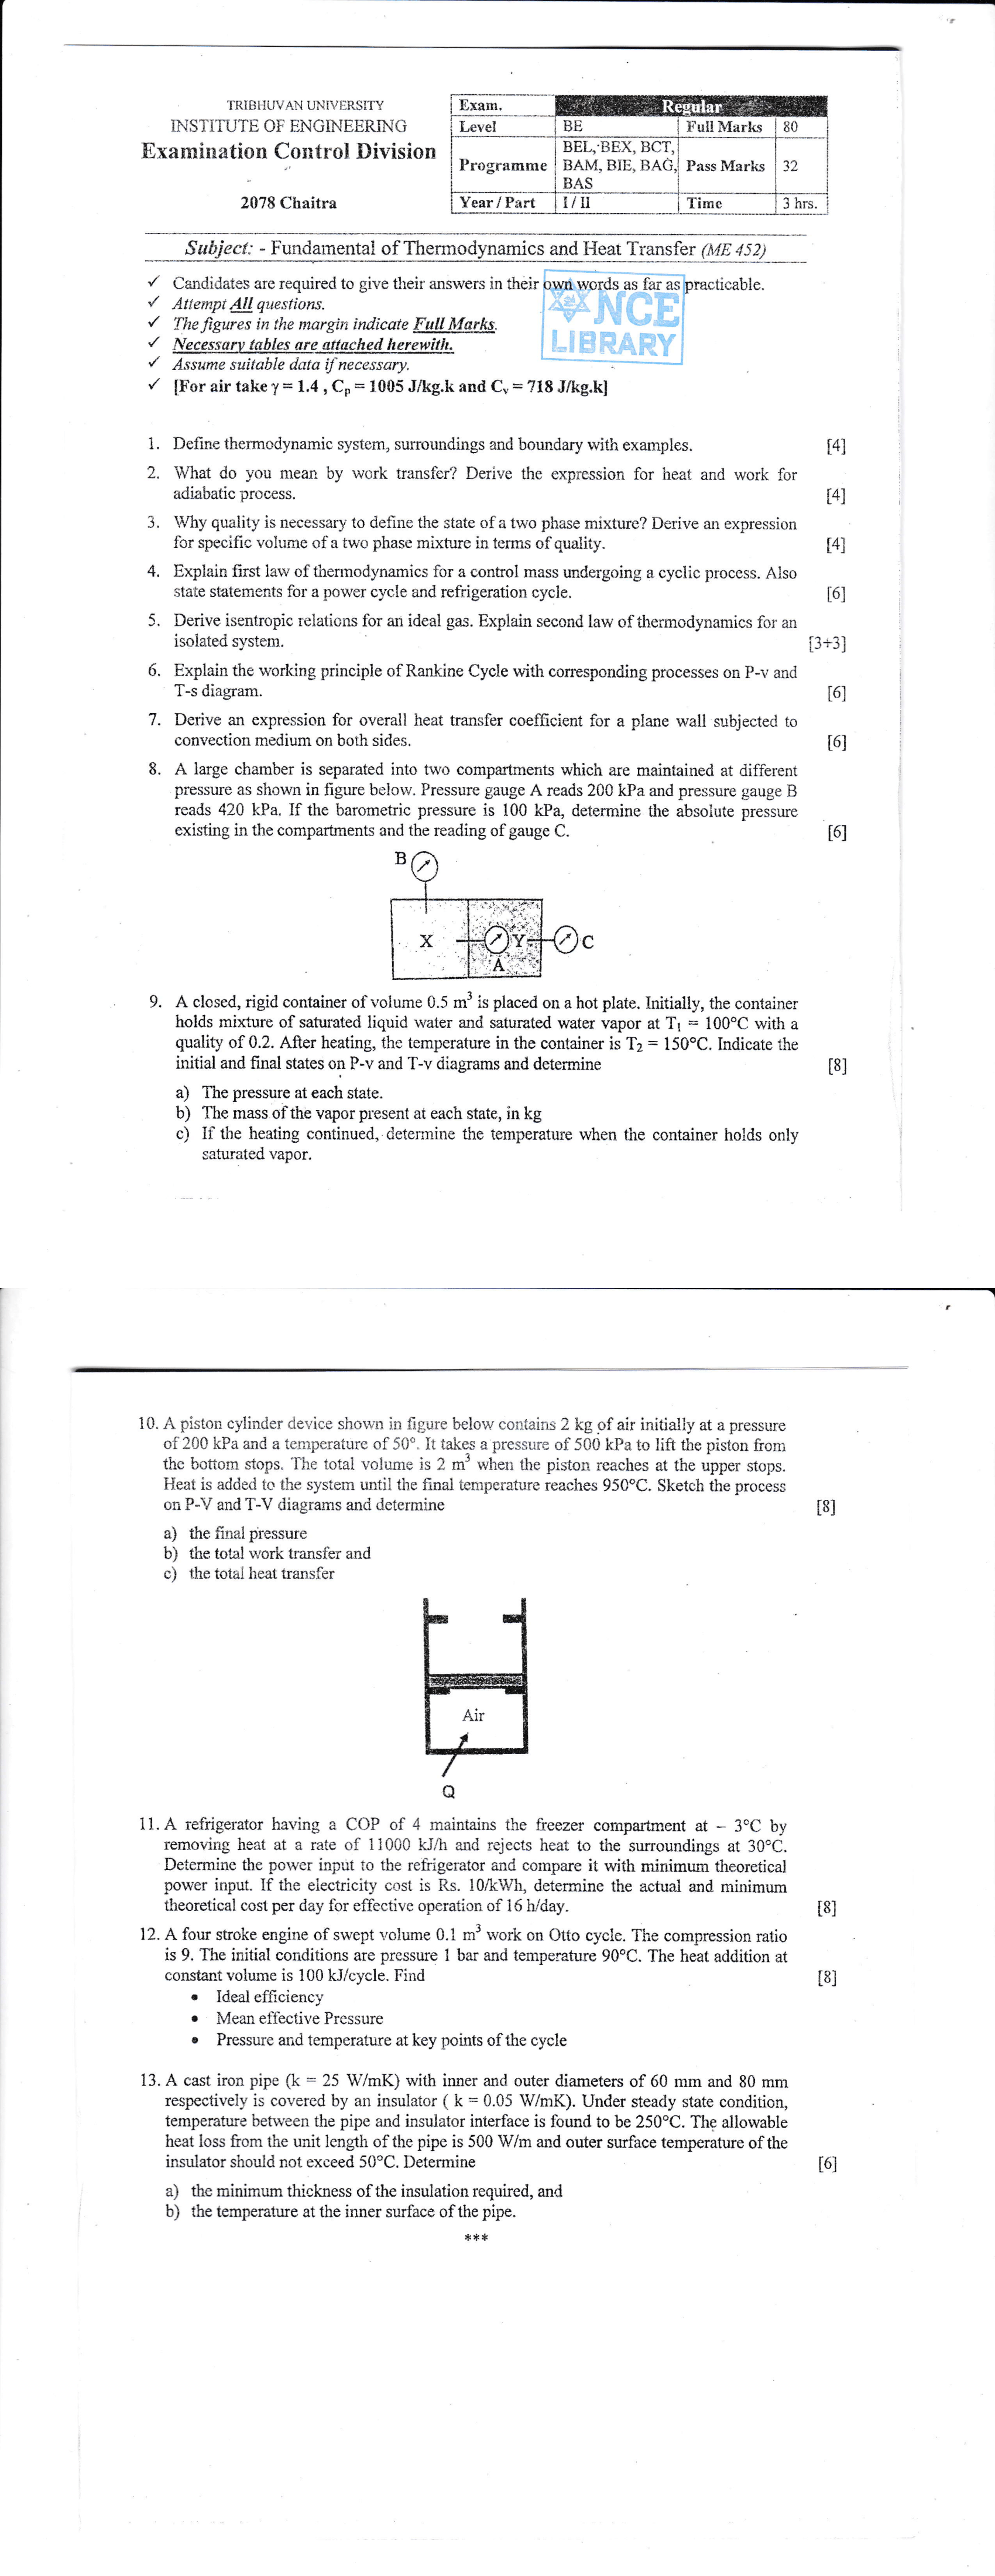 TRIBHUVAN UNIVERSITY
INSTITUTE OF ENGINEERING
Examination Control Division
2078 Chaitra
Exam. Regular
Level BE Full Marks 80
Programme BEL, BEX, BCT, BAM, BIE, BAG, BAS Pass Marks 32
Year / Part I / II Time 3 hrs.
Subject: - Fundamental of Thermodynamics and Heat Transfer (ME 452)
✓ Candidates are required to give their answers in their own words as far as practicable.
✓ Attempt All questions.
✓ The figures in the margin indicate Full Marks.
✓ Necessary tables are attached herewith.
✓ Assume suitable data if necessary.
✓ [For air take γ = 1.4 , Cp = 1005 J/kg.k and Cv = 718 J/kg.k]
NCE
LIBRARY
1. Define thermodynamic system, surroundings and boundary with examples. [4]
2. What do you mean by work transfer? Derive the expression for heat and work for
adiabatic process. [4]
3. Why quality is necessary to define the state of a two phase mixture? Derive an expression
for specific volume of a two phase mixture in terms of quality. [4]
4. Explain first law of thermodynamics for a control mass undergoing a cyclic process. Also
state statements for a power cycle and refrigeration cycle. [6]
5. Derive isentropic relations for an ideal gas. Explain second law of thermodynamics for an
isolated system. [3+3]
6. Explain the working principle of Rankine Cycle with corresponding processes on P-v and
T-s diagram. [6]
7. Derive an expression for overall heat transfer coefficient for a plane wall subjected to
convection medium on both sides. [6]
8. A large chamber is separated into two compartments which are maintained at different
pressure as shown in figure below. Pressure gauge A reads 200 kPa and pressure gauge B
reads 420 kPa. If the barometric pressure is 100 kPa, determine the absolute pressure
existing in the compartments and the reading of gauge C. [6]
B
X Y C
A
9. A closed, rigid container of volume 0.5 m³ is placed on a hot plate. Initially, the container
holds mixture of saturated liquid water and saturated water vapor at T₁ = 100°C with a
quality of 0.2. After heating, the temperature in the container is T₂ = 150°C. Indicate the
initial and final states on P-v and T-v diagrams and determine [8]
a) The pressure at each state.
b) The mass of the vapor present at each state, in kg
c) If the heating continued, determine the temperature when the container holds only
saturated vapor.
10. A piston cylinder device shown in figure below contains 2 kg of air initially at a pressure
of 200 kPa and a temperature of 50°. It takes a pressure of 500 kPa to lift the piston from
the bottom stops. The total volume is 2 m³ when the piston reaches at the upper stops.
Heat is added to the system until the final temperature reaches 950°C. Sketch the process
on P-V and T-V diagrams and determine [8]
a) the final pressure
b) the total work transfer and
c) the total heat transfer
Air
Q
11. A refrigerator having a COP of 4 maintains the freezer compartment at − 3°C by
removing heat at a rate of 11000 kJ/h and rejects heat to the surroundings at 30°C.
Determine the power input to the refrigerator and compare it with minimum theoretical
power input. If the electricity cost is Rs. 10/kWh, determine the actual and minimum
theoretical cost per day for effective operation of 16 h/day. [8]
12. A four stroke engine of swept volume 0.1 m³ work on Otto cycle. The compression ratio
is 9. The initial conditions are pressure 1 bar and temperature 90°C. The heat addition at
constant volume is 100 kJ/cycle. Find [8]
• Ideal efficiency
• Mean effective Pressure
• Pressure and temperature at key points of the cycle
13. A cast iron pipe (k = 25 W/mK) with inner and outer diameters of 60 mm and 80 mm
respectively is covered by an insulator ( k = 0.05 W/mK). Under steady state condition,
temperature between the pipe and insulator interface is found to be 250°C. The allowable
heat loss from the unit length of the pipe is 500 W/m and outer surface temperature of the
insulator should not exceed 50°C. Determine [6]
a) the minimum thickness of the insulation required, and
b) the temperature at the inner surface of the pipe.
***